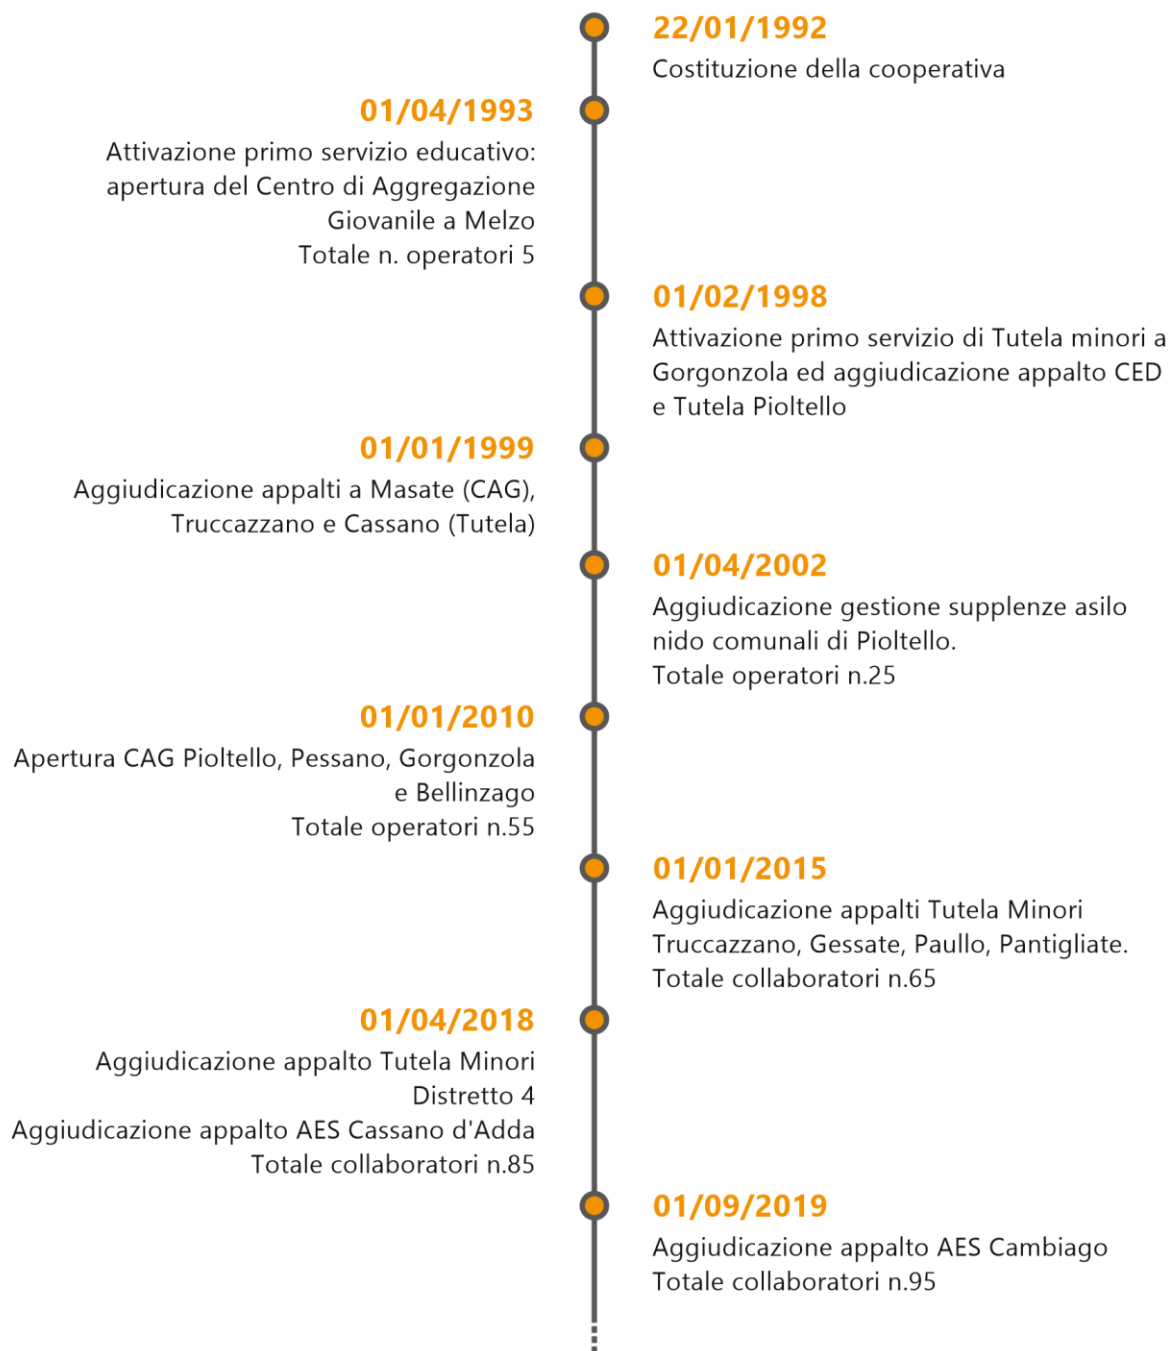 22/01/1992
Costituzione della cooperativa
01/04/1993
Attivazione primo servizio educativo:
apertura del Centro di Aggregazione
Giovanile a Melzo
Totale n. operatori 5
01/02/1998
Attivazione primo servizio di Tutela minori a
Gorgonzola ed aggiudicazione appalto CED
e Tutela Pioltello
01/01/1999
Aggiudicazione appalti a Masate (CAG),
Truccazzano e Cassano (Tutela)
01/04/2002
Aggiudicazione gestione supplenze asilo
nido comunali di Pioltello.
Totale operatori n.25
01/01/2010
Apertura CAG Pioltello, Pessano, Gorgonzola
e Bellinzago
Totale operatori n.55
01/01/2015
Aggiudicazione appalti Tutela Minori
Truccazzano, Gessate, Paullo, Pantigliate.
Totale collaboratori n.65
01/04/2018
Aggiudicazione appalto Tutela Minori
Distretto 4
Aggiudicazione appalto AES Cassano d'Adda
Totale collaboratori n.85
01/09/2019
Aggiudicazione appalto AES Cambiago
Totale collaboratori n.95